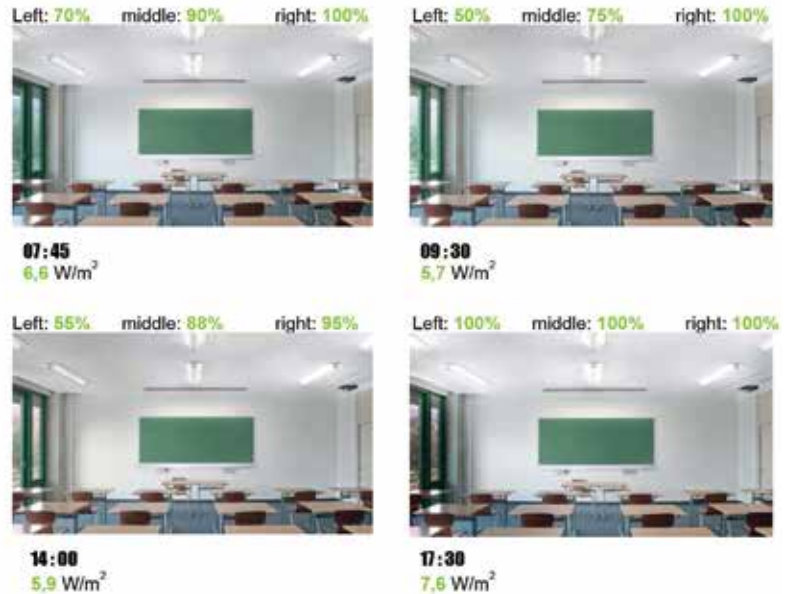 Left: 70% middle: 90% right: 100%
Left: 50% middle: 75% right: 100%
07:45
6,6 W/m²
09:30
5,7 W/m²
Left: 55% middle: 88% right: 95%
Left: 100% middle: 100% right: 100%
14:00
5,9 W/m²
17:30
7,6 W/m²